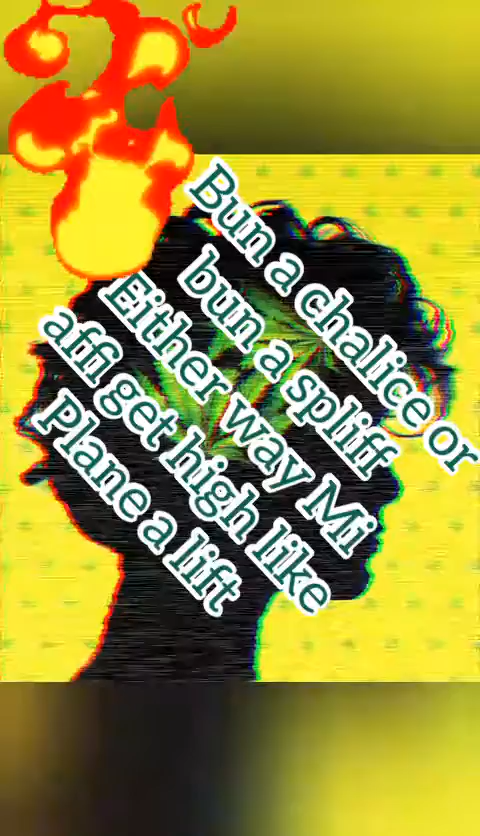 Bun a chalice or
bun a spliff
Either way Mi
affi get high like
Plane a lift